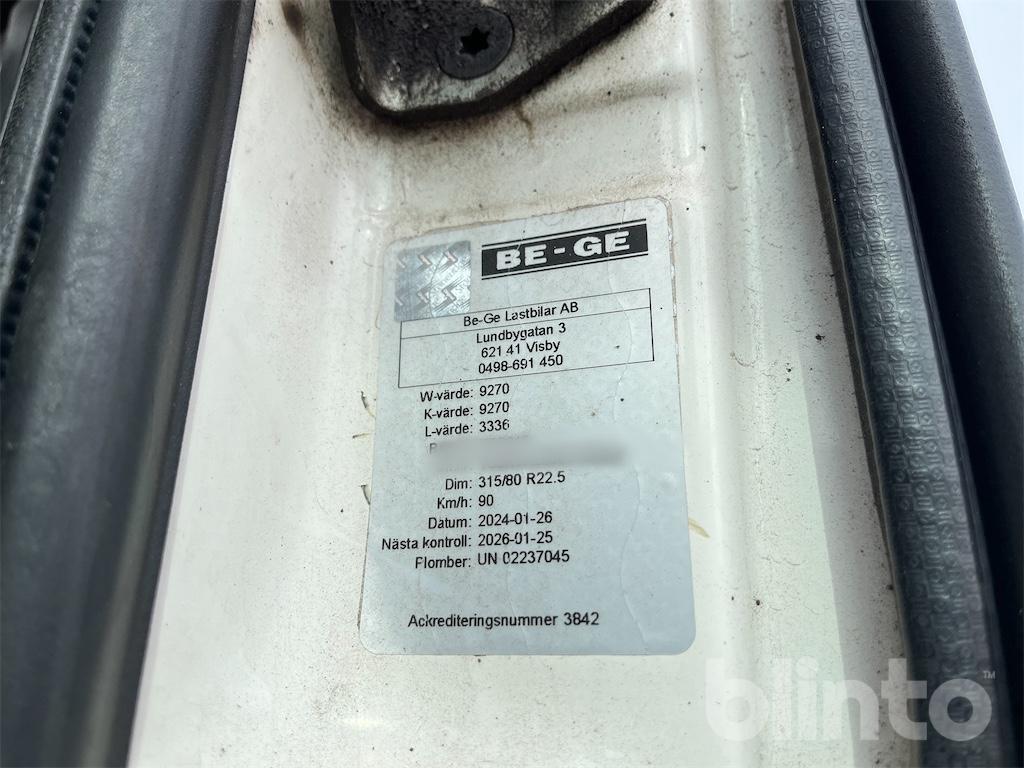 BE-GE
Be-Ge Lastbilar AB
Lundbygatan 3
621 41 Visby
0498-691 450
W-värde: 9270
K-värde: 9270
L-värde: 3336
Dim: 315/80 R22.5
Km/h: 90
Datum: 2024-01-26
Nästa kontroll: 2026-01-25
Plomber: UN 02237045
Ackrediteringsnummer 3842
blinto™